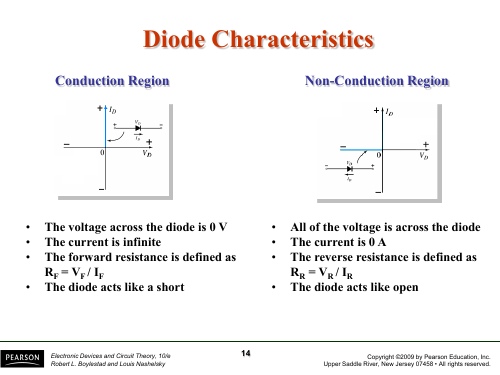 Diode Characteristics
Conduction Region
+ I_D
+ V_D −
I_F
−
+
0
V_D
−
• The voltage across the diode is 0 V
• The current is infinite
• The forward resistance is defined as
R_F = V_F / I_F
• The diode acts like a short
Non-Conduction Region
+ I_D
−
+
0
V_D
− V_D +
I_F
−
• All of the voltage is across the diode
• The current is 0 A
• The reverse resistance is defined as
R_R = V_R / I_R
• The diode acts like open
PEARSON
Electronic Devices and Circuit Theory, 10/e
Robert L. Boylestad and Louis Nashelsky
14
Copyright ©2009 by Pearson Education, Inc.
Upper Saddle River, New Jersey 07458 • All rights reserved.